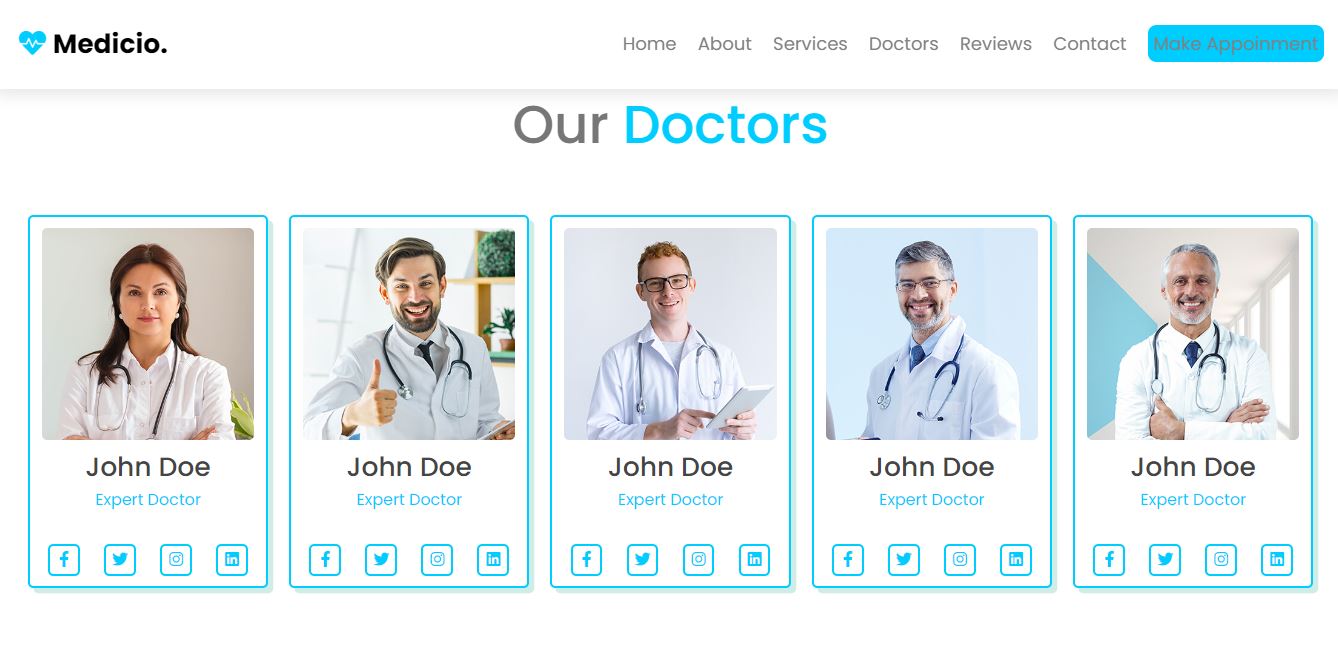 Medicio.
Home About Services Doctors Reviews Contact Make Appoinment
Our Doctors
John Doe John Doe John Doe John Doe John Doe
Expert Doctor Expert Doctor Expert Doctor Expert Doctor Expert Doctor